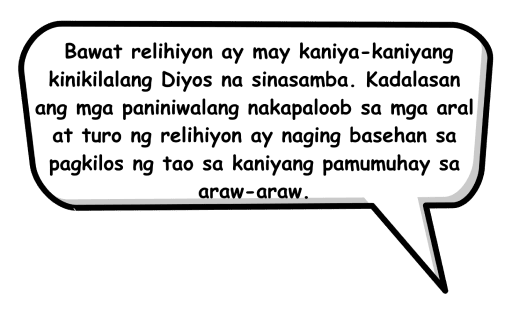 Bawat relihiyon ay may kaniya-kaniyang
kinikilalang Diyos na sinasamba. Kadalasan
ang mga paniniwalang nakapaloob sa mga aral
at turo ng relihiyon ay naging basehan sa
pagkilos ng tao sa kaniyang pamumuhay sa
araw-araw.